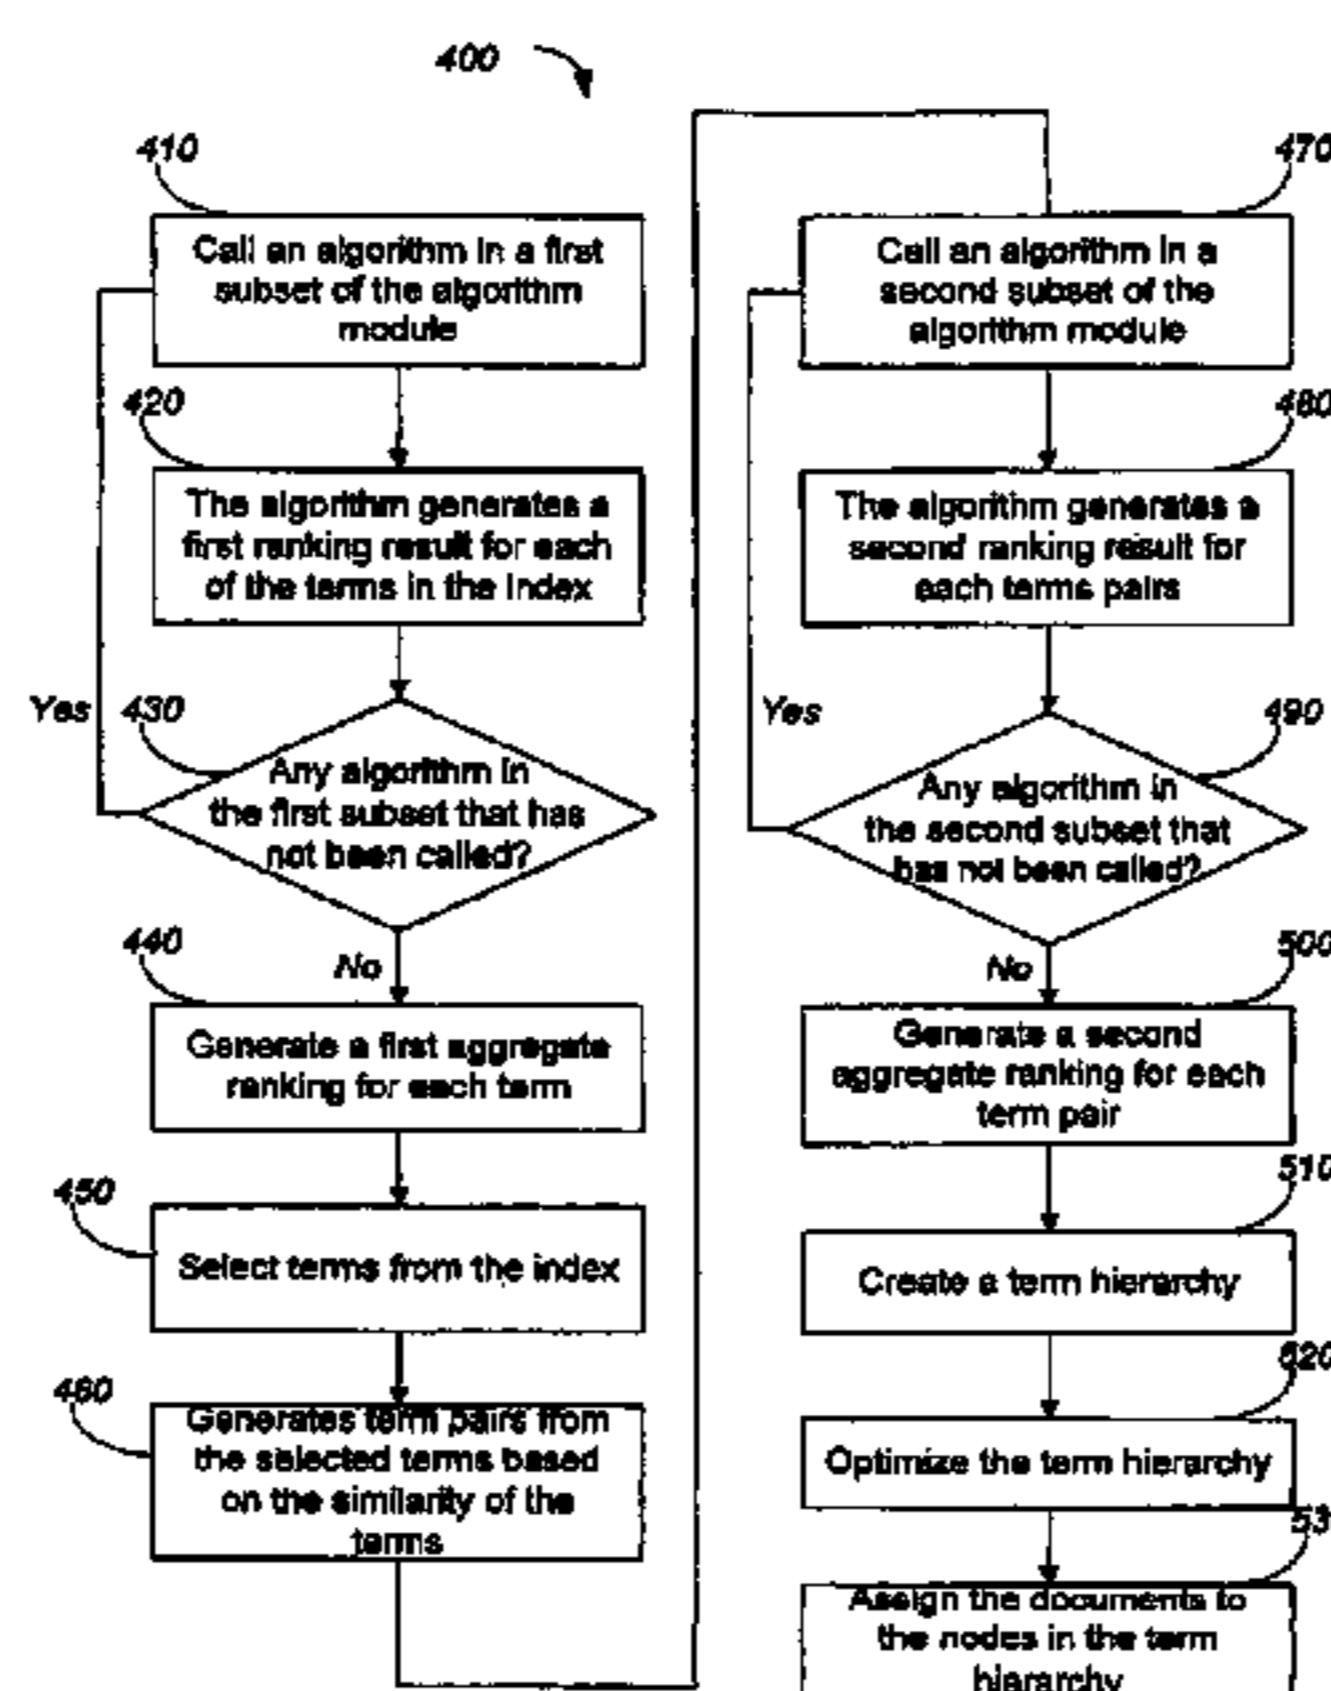 400
410
Call an algorithm in a first
subset of the algorithm
module
420
The algorithm generates a
first ranking result for each
of the terms in the index
Yes
430
Any algorithm in
the first subset that has
not been called?
No
440
Generate a first aggregate
ranking for each term
450
Select terms from the index
460
Generates term pairs from
the selected terms based
on the similarity of the
terms
470
Call an algorithm in a
second subset of the
algorithm module
480
The algorithm generates a
second ranking result for
each terms pairs
Yes
490
Any algorithm in
the second subset that
has not been called?
No
500
Generate a second
aggregate ranking for each
term pair
510
Create a term hierarchy
520
Optimize the term hierarchy
53
Assign the documents to
the nodes in the term
hierarchy